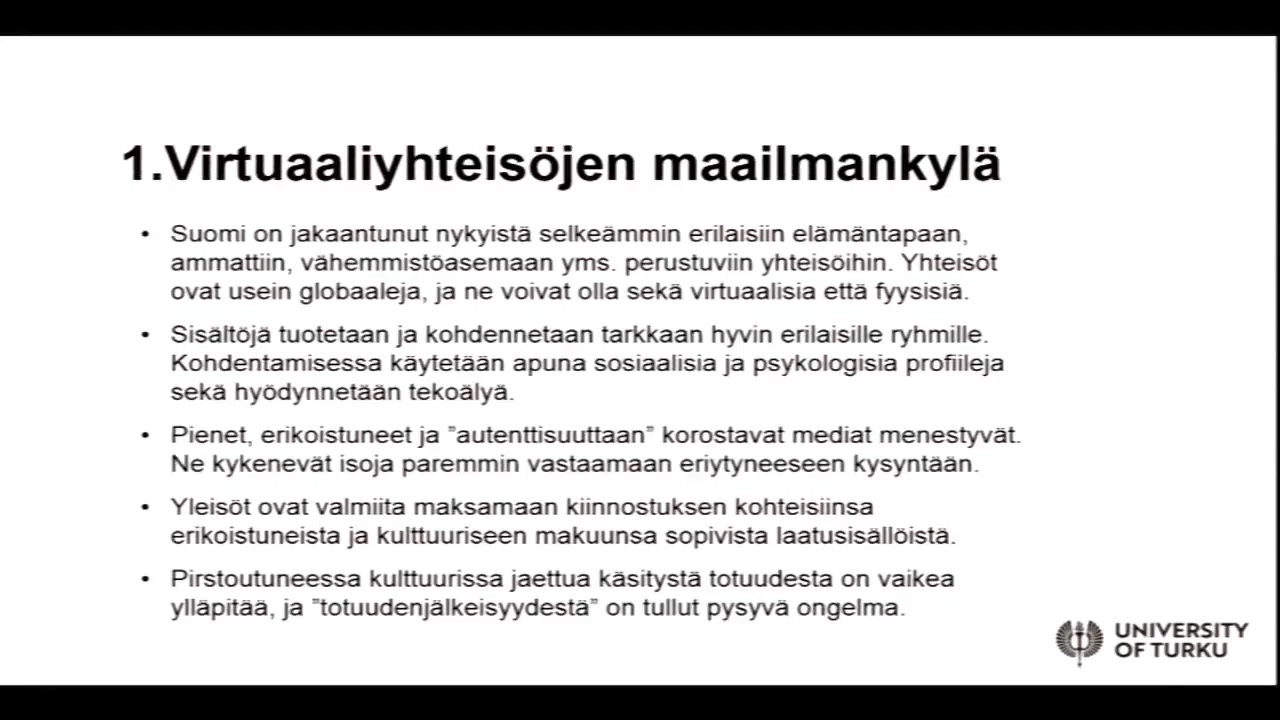 1.Virtuaaliyhteisöjen maailmankylä
• Suomi on jakaantunut nykyistä selkeämmin erilaisiin elämäntapaan,
ammattiin, vähemmistöasemaan yms. perustuviin yhteisöihin. Yhteisöt
ovat usein globaaleja, ja ne voivat olla sekä virtuaalisia että fyysisiä.
• Sisältöjä tuotetaan ja kohdennetaan tarkkaan hyvin erilaisille ryhmille.
Kohdentamisessa käytetään apuna sosiaalisia ja psykologisia profiileja
sekä hyödynnetään tekoälyä.
• Pienet, erikoistuneet ja ”autenttisuuttaan” korostavat mediat menestyvät.
Ne kykenevät isoja paremmin vastaamaan eriytyneeseen kysyntään.
• Yleisöt ovat valmiita maksamaan kiinnostuksen kohteisiinsa
erikoistuneista ja kulttuuriseen makuunsa sopivista laatusisällöistä.
• Pirstoutuneessa kulttuurissa jaettua käsitystä totuudesta on vaikea
ylläpitää, ja ”totuudenjälkeisyydestä” on tullut pysyvä ongelma.
UNIVERSITY
OF TURKU